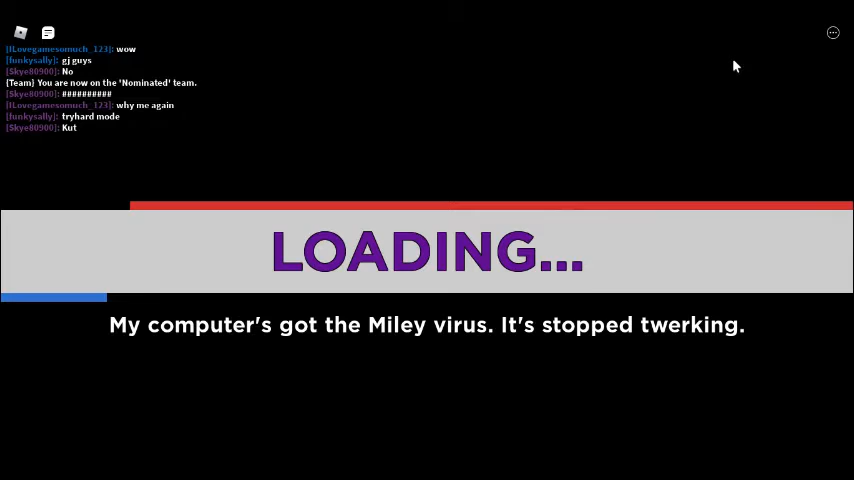 [ILovegamesomuch_123]: wow
[funkysally]: gj guys
[Skye80900]: No
{Team} You are now on the 'Nominated' team.
[Skye80900]: ##########
[ILovegamesomuch_123]: why me again
[funkysally]: tryhard mode
[Skye80900]: Kut
LOADING...
My computer's got the Miley virus. It's stopped twerking.